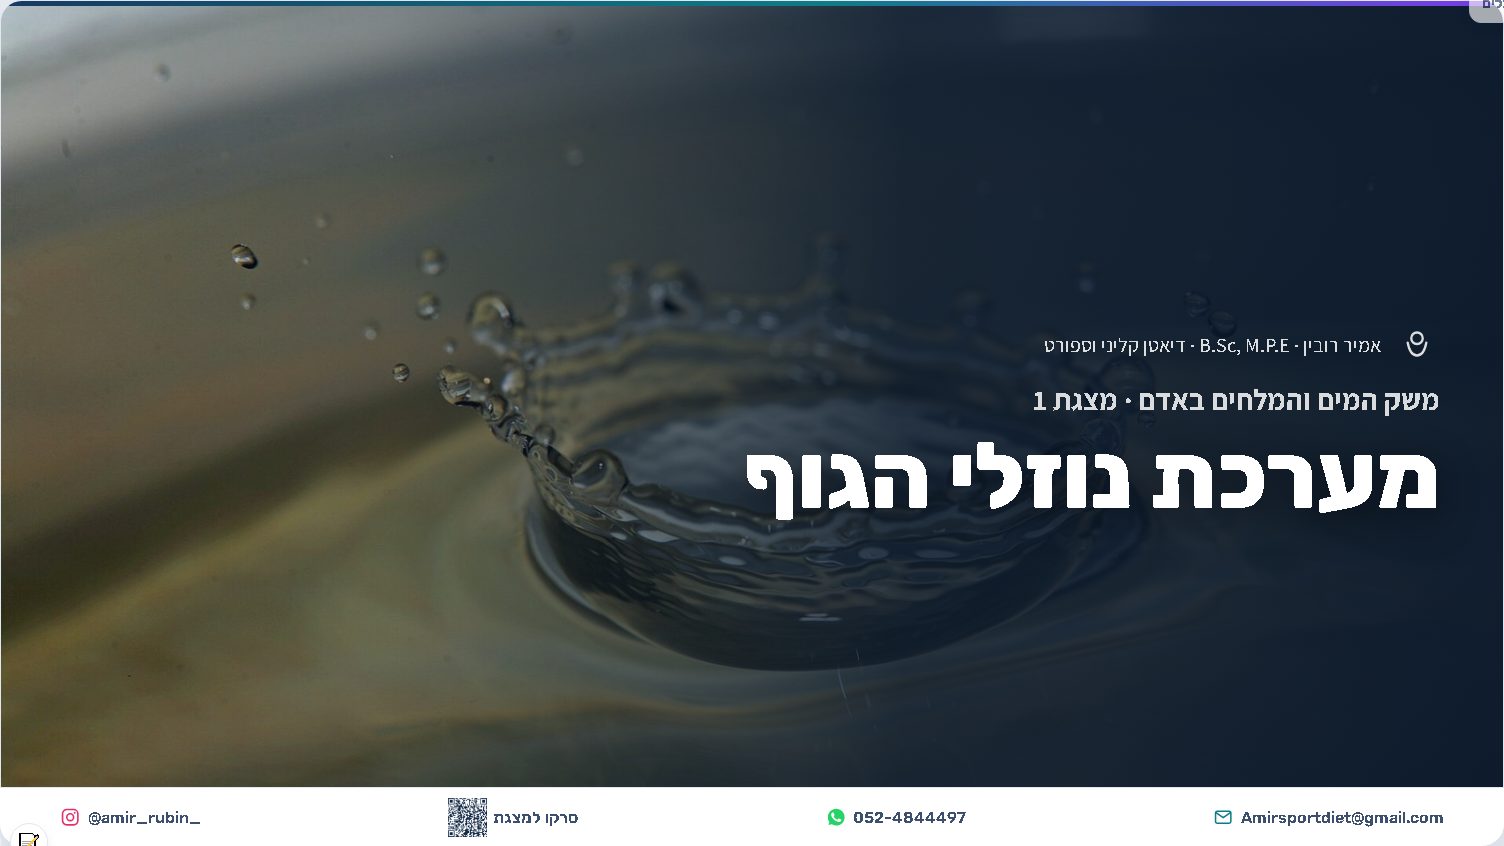 אמיר רובין · B.Sc, M.P.E · דיאטן קליני וספורט
משק המים והמלחים באדם · מצגת 1
מערכת נוזלי הגוף
Amirsportdiet@gmail.com
052-4844497
סרקו למצגת
@amir_rubin_